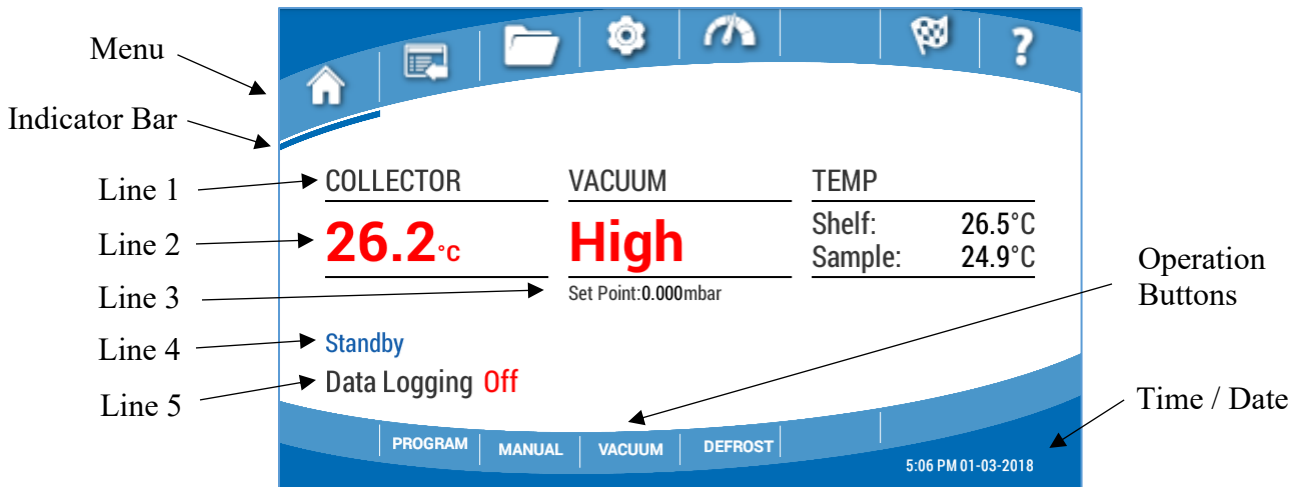 Menu
Indicator Bar
Line 1
COLLECTOR
VACUUM
TEMP
Line 2
26.2°C
High
Shelf: 26.5°C
Sample: 24.9°C
Line 3
Set Point:0.000mbar
Operation
Buttons
Line 4
Standby
Line 5
Data Logging Off
Time / Date
PROGRAM
MANUAL
VACUUM
DEFROST
5:06 PM 01-03-2018
?